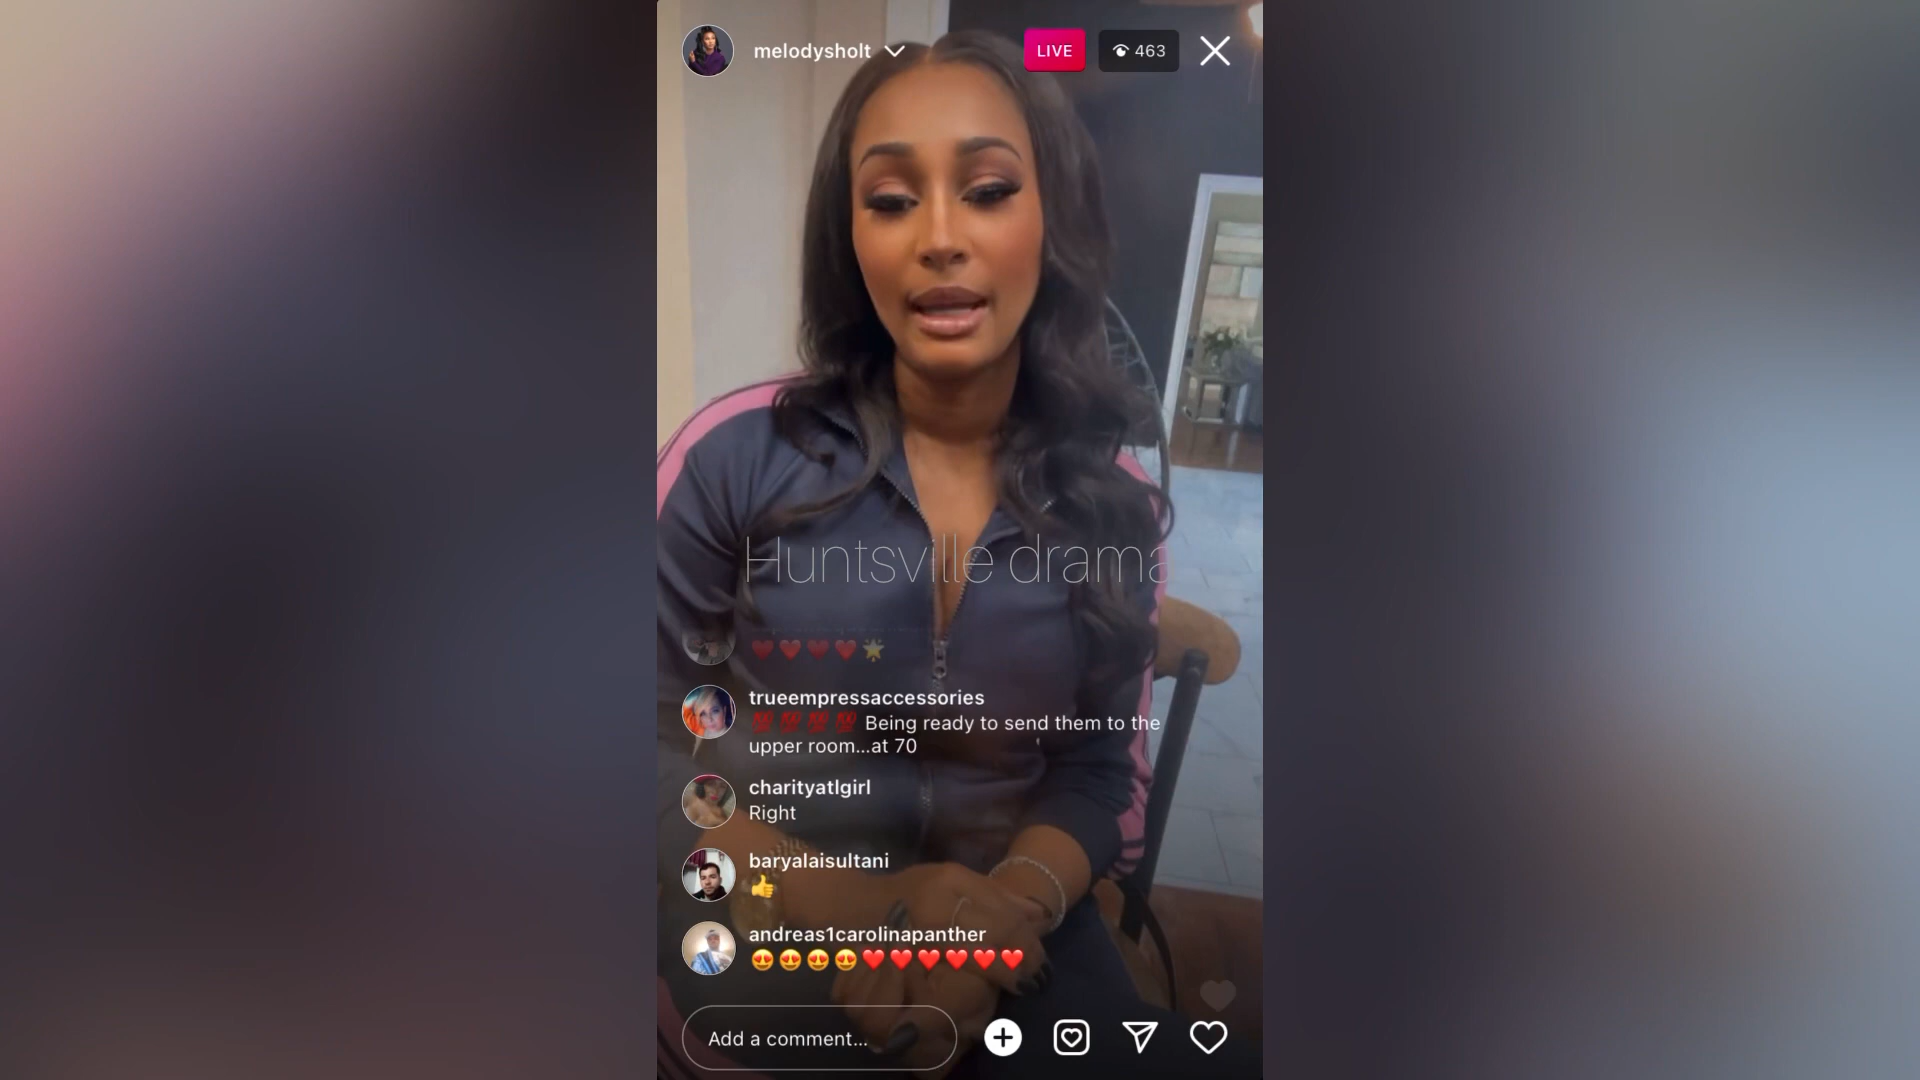 melodysholt
LIVE
463
Huntsville drama
❤️❤️❤️❤️🌟
trueempressaccessories
💯💯💯💯 Being ready to send them to the
upper room...at 70
charityatlgirl
Right
baryalaisultani
👍
andreas1carolinapanther
😍😍😍😍❤️❤️❤️❤️❤️❤️
Add a comment...